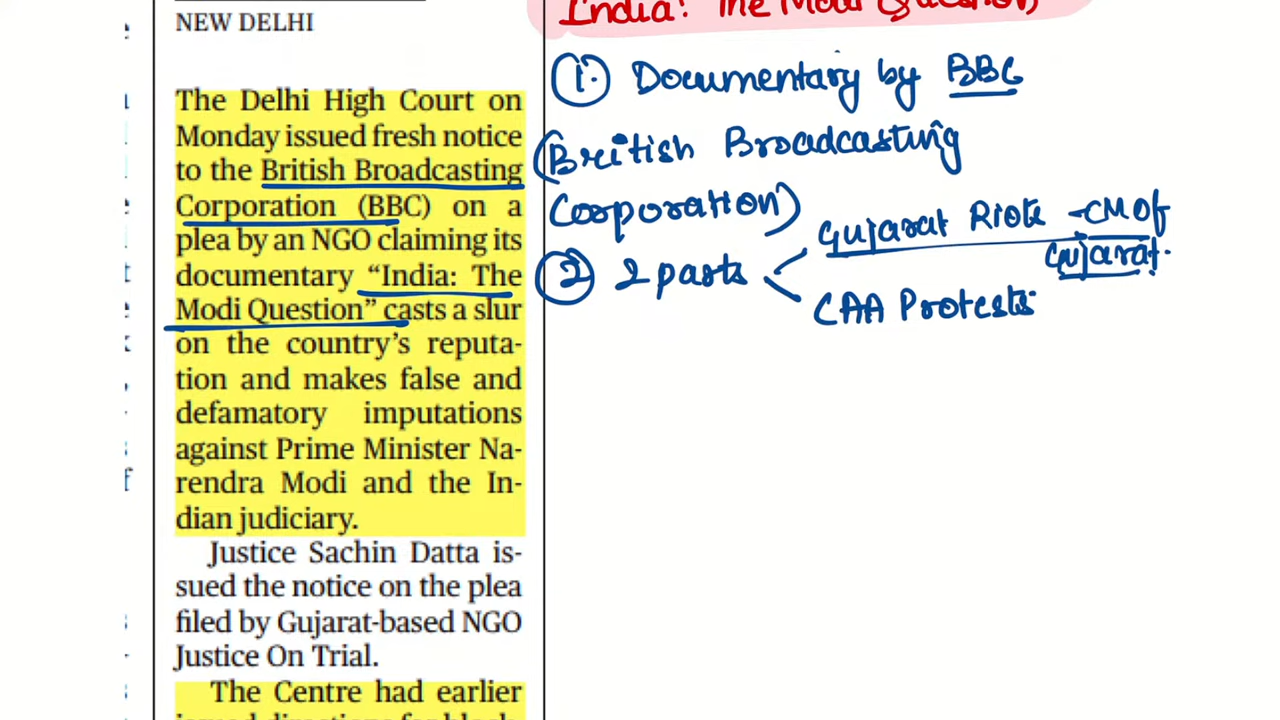 NEW DELHI
The Delhi High Court on
Monday issued fresh notice
to the British Broadcasting
Corporation (BBC) on a
plea by an NGO claiming its
documentary “India: The
Modi Question” casts a slur
on the country’s reputa-
tion and makes false and
defamatory imputations
against Prime Minister Na-
rendra Modi and the In-
dian judiciary.
Justice Sachin Datta is-
sued the notice on the plea
filed by Gujarat-based NGO
Justice On Trial.
The Centre had earlier
India: The Modi Question
1. Documentary by BBC
(British Broadcasting
Corporation)
2 2 parts
Gujarat Riots - CM of
Gujarat.
CAA Protests